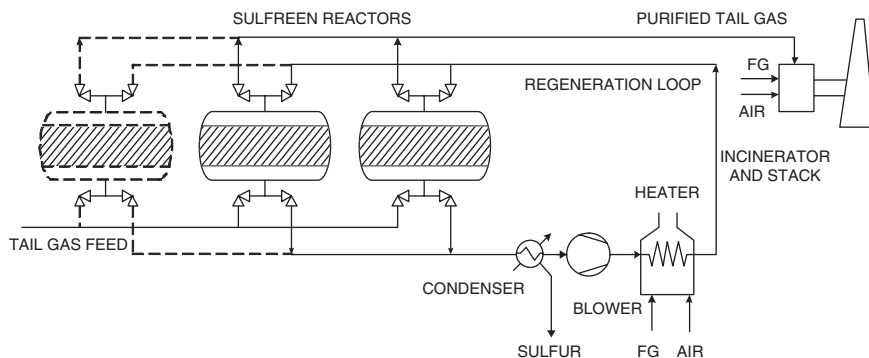 SULFREEN REACTORS
PURIFIED TAIL GAS
FG
AIR
REGENERATION LOOP
INCINERATOR
AND STACK
HEATER
TAIL GAS FEED
CONDENSER
BLOWER
SULFUR
FG
AIR